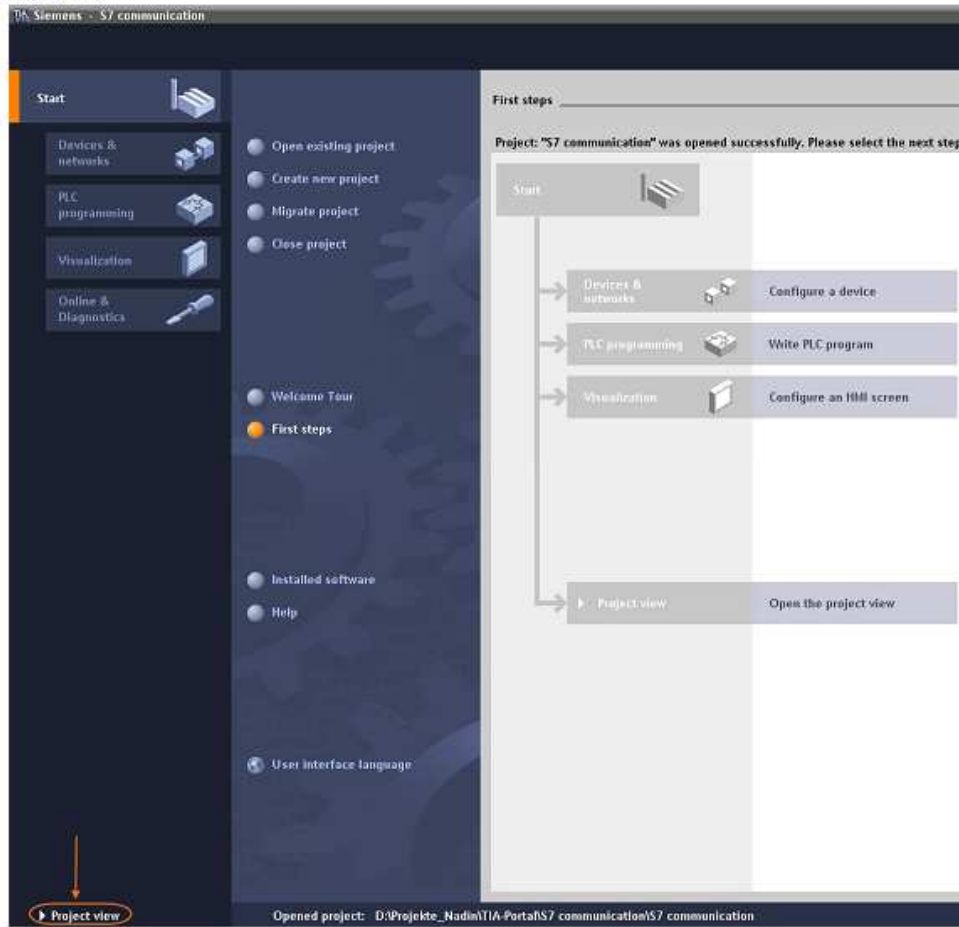 TIA Siemens - S7 communication
Start
Devices &
networks
PLC
programming
Visualization
Online &
Diagnostics
Open existing project
Create new project
Migrate project
Close project
Welcome Tour
First steps
Installed software
Help
User interface language
First steps
Project: "S7 communication" was opened successfully. Please select the next step
Start
Devices &
networks
Configure a device
PLC programming
Write PLC program
Visualization
Configure an HMI screen
Project view
Open the project view
Project view
Opened project: D:\Projekte_Nadin\TIA-Portal\S7 communication\S7 communication